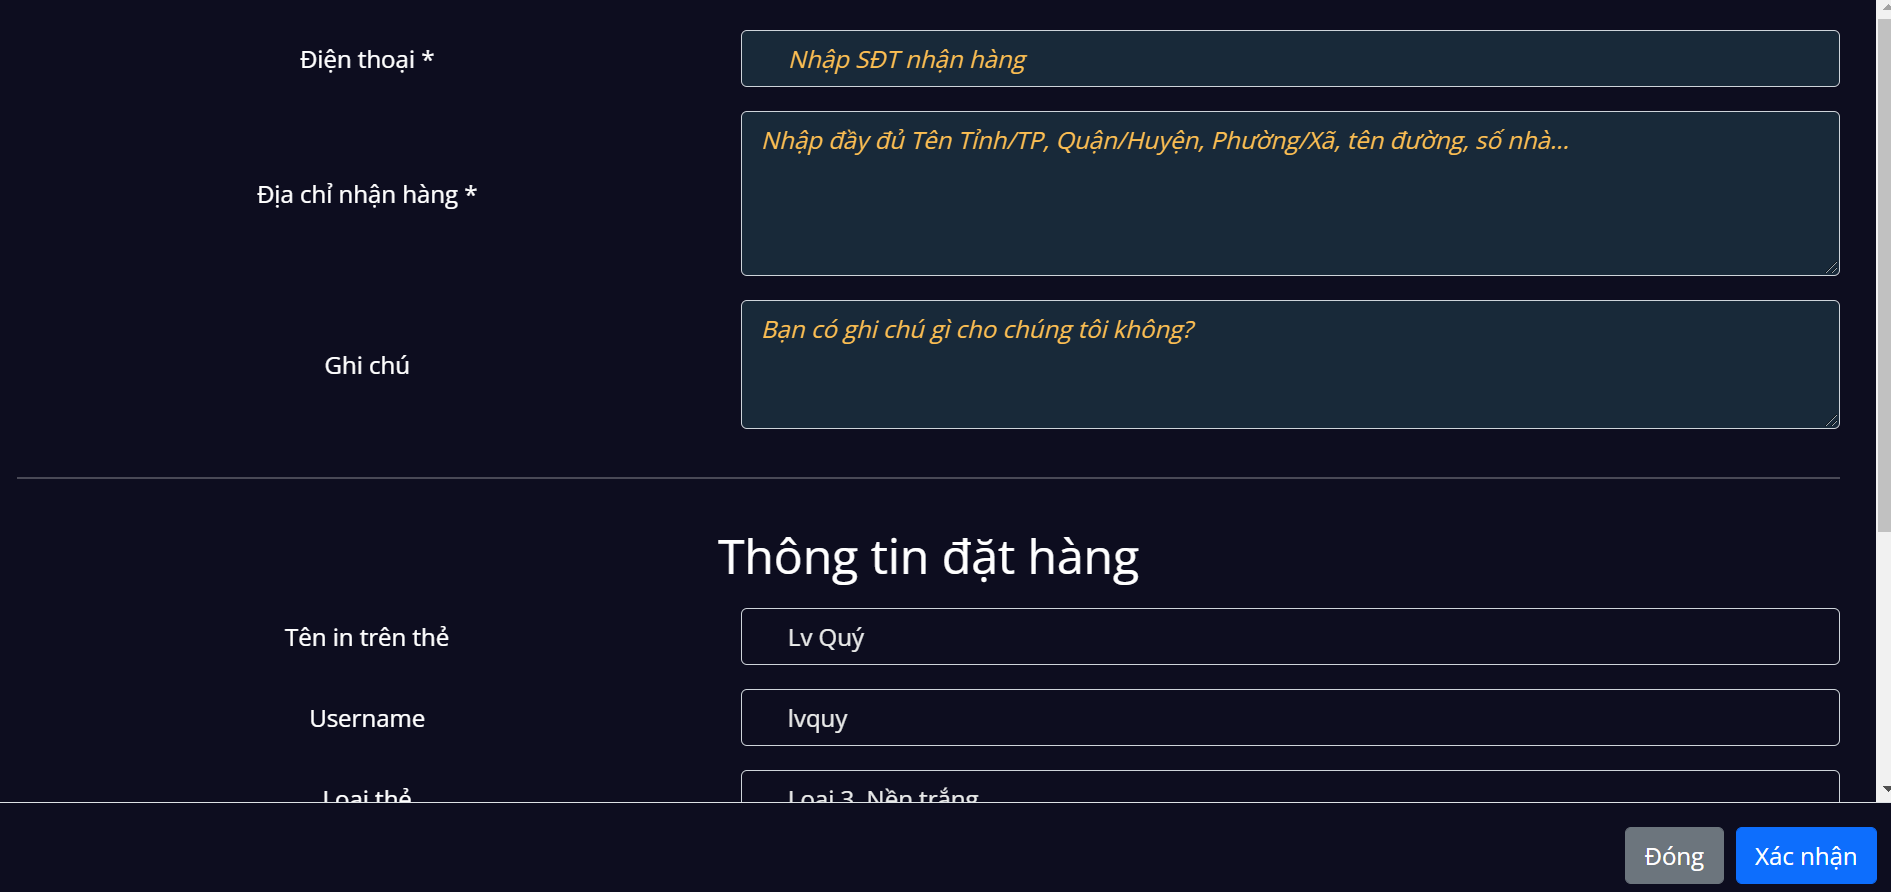 Điện thoại *
Nhập SĐT nhận hàng
Nhập đầy đủ Tên Tỉnh/TP, Quận/Huyện, Phường/Xã, tên đường, số nhà...
Địa chỉ nhận hàng *
Bạn có ghi chú gì cho chúng tôi không?
Ghi chú
Thông tin đặt hàng
Tên in trên thẻ
Lv Quý
Username
lvquy
Loại thẻ
Loại 3. Nền trắng
Đóng
Xác nhận